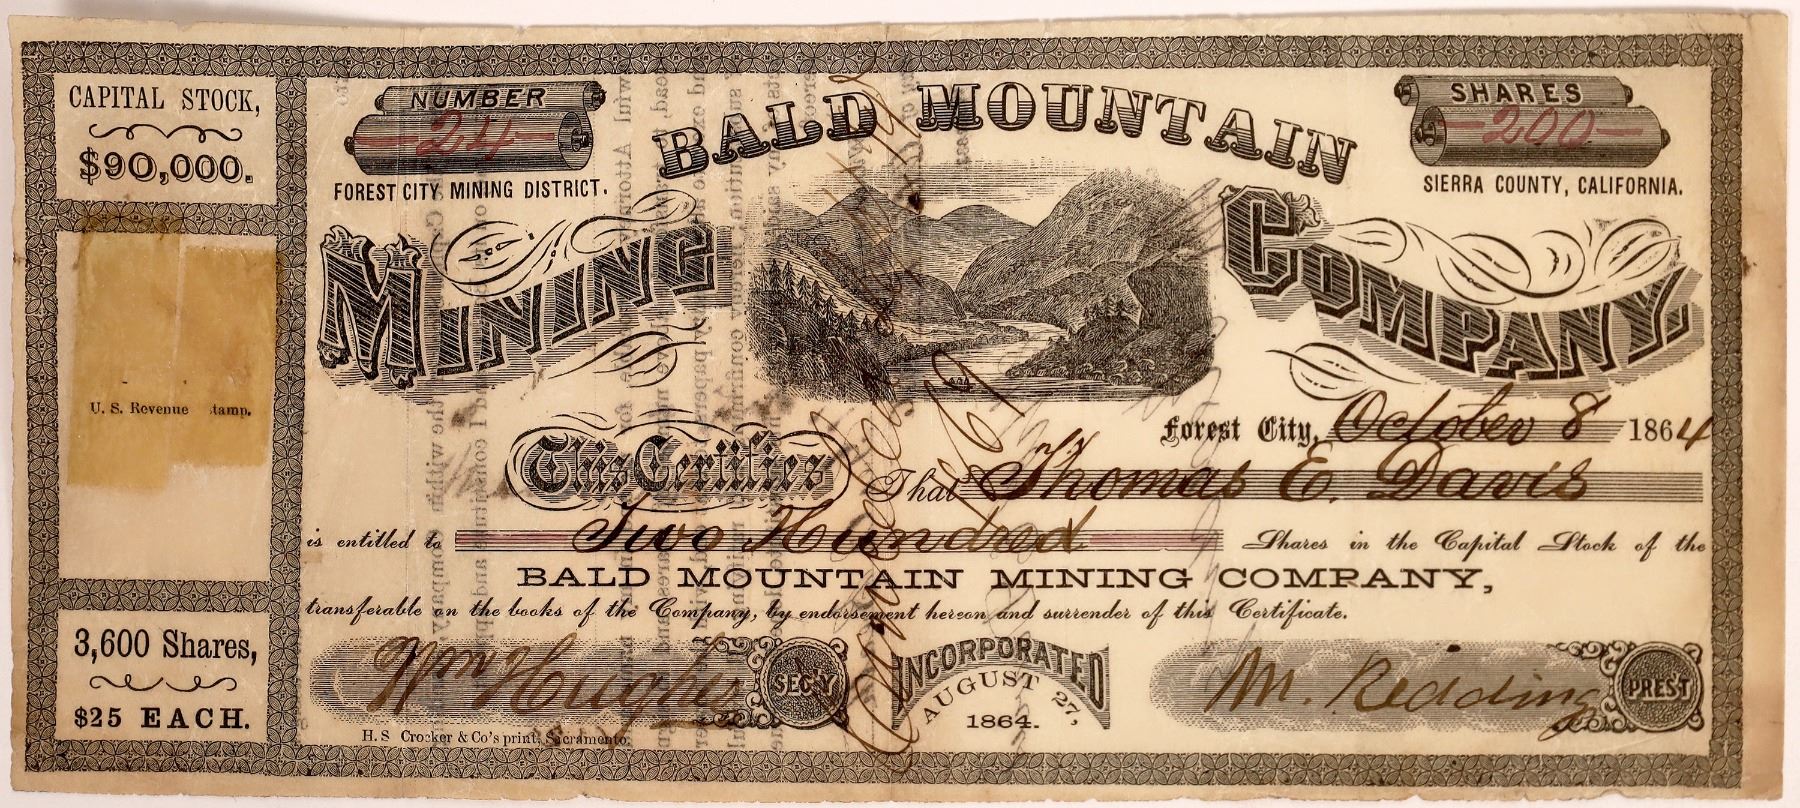 CAPITAL STOCK,
$90,000.
U. S. Revenue tamp.
3,600 Shares,
$25 EACH.
NUMBER
24
FOREST CITY MINING DISTRICT.
SHARES
200
SIERRA COUNTY, CALIFORNIA.
BALD MOUNTAIN
MINING COMPANY.
Forest City, October 8 1864
This Certifies That Thomas E. Davis
is entitled to Two Hundred Shares in the Capital Stock of the
BALD MOUNTAIN MINING COMPANY,
transferable on the books of the Company, by endorsement hereon and surrender of this Certificate.
Wm Hughes SEC'Y
INCORPORATED
AUGUST 27,
1864.
M. Redding PREST
H. S Crocker & Co's print, Sacramento.